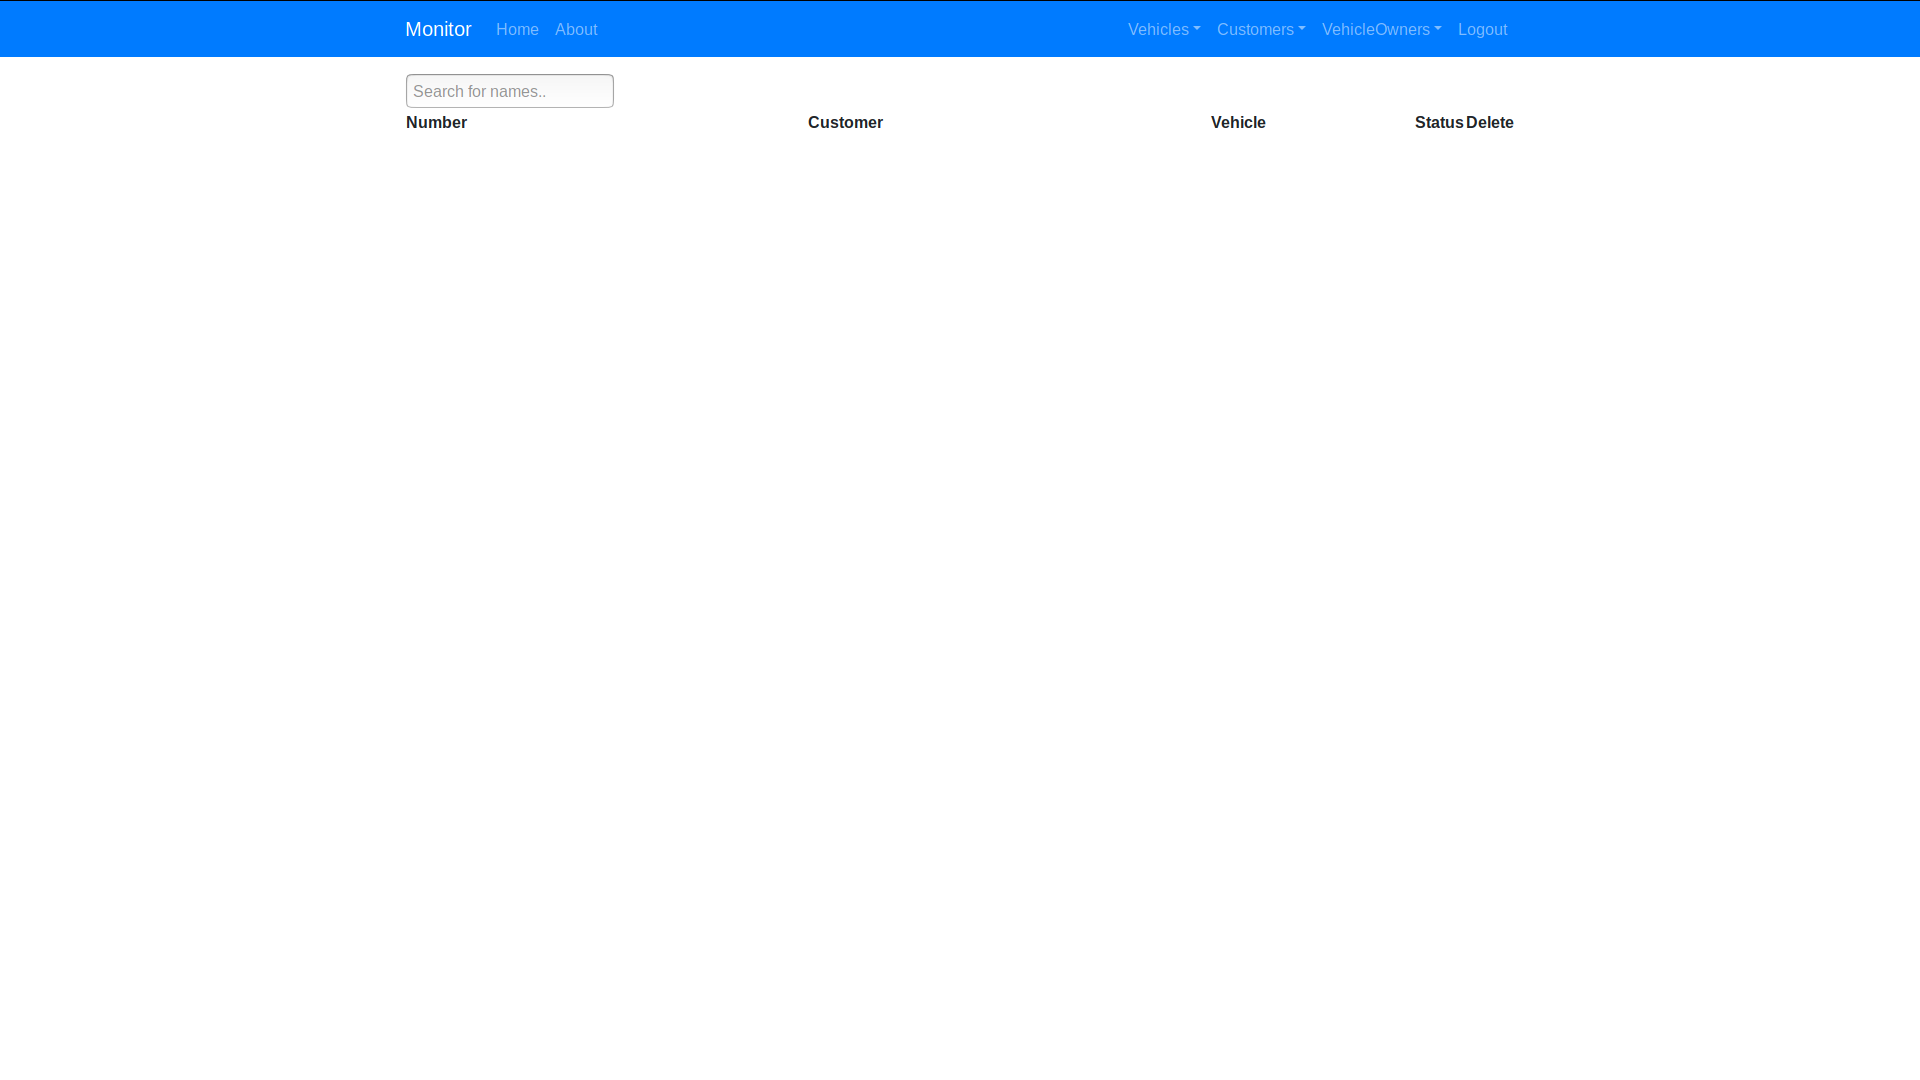 Monitor Home About Vehicles Customers VehicleOwners Logout
Search for names..
Number Customer Vehicle Status Delete